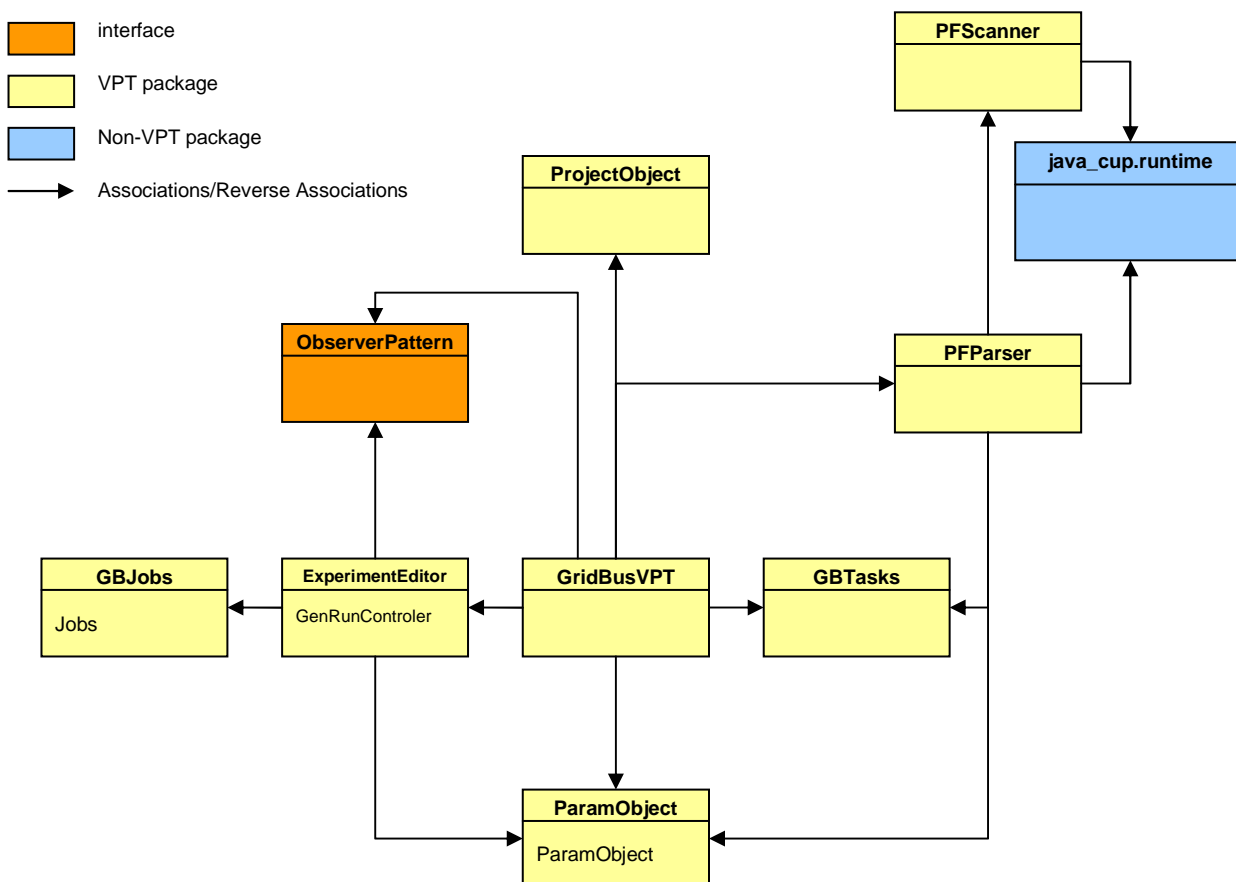 interface
VPT package
Non-VPT package
Associations/Reverse Associations
PFScanner
java_cup.runtime
ProjectObject
ObserverPattern
PFParser
GBJobs
Jobs
ExperimentEditor
GenRunControler
GridBusVPT
GBTasks
ParamObject
ParamObject